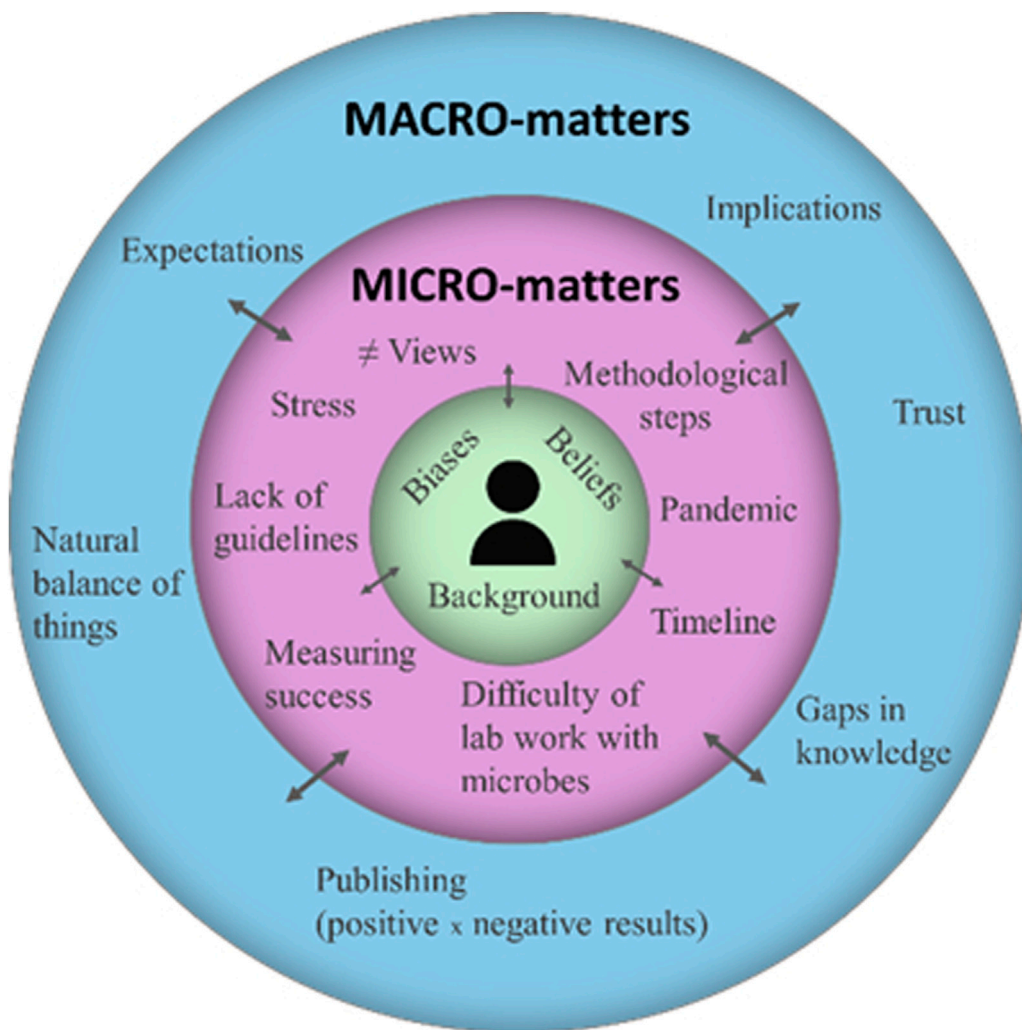 MACRO-matters
Implications
Expectations
MICRO-matters
≠ Views
Methodological
steps
Stress
Trust
Biases
Beliefs
Lack of
guidelines
Pandemic
Natural
balance of
things
Background
Timeline
Measuring
success
Difficulty of
lab work with
microbes
Gaps in
knowledge
Publishing
(positive x negative results)